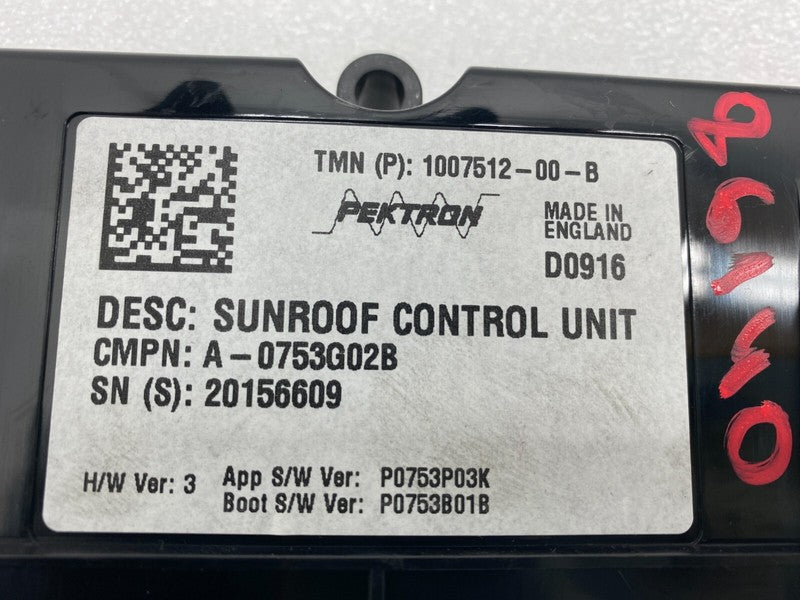 TMN (P): 1007512-00-B
PEKTRON
MADE IN
ENGLAND
D0916
DESC: SUNROOF CONTROL UNIT
CMPN: A-0753G02B
SN (S): 20156609
H/W Ver: 3
App S/W Ver: P0753P03K
Boot S/W Ver: P0753B01B